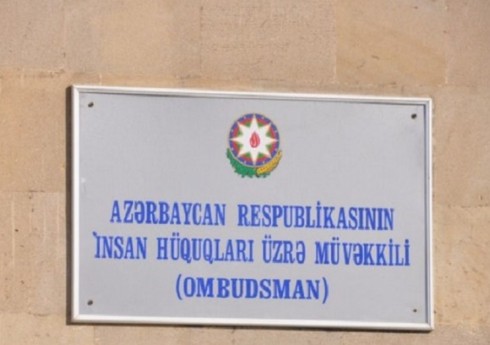 AZƏRBAYCAN RESPUBLİKASININ
İNSAN HÜQUQLARI ÜZRƏ MÜVƏKKİLİ
(OMBUDSMAN)